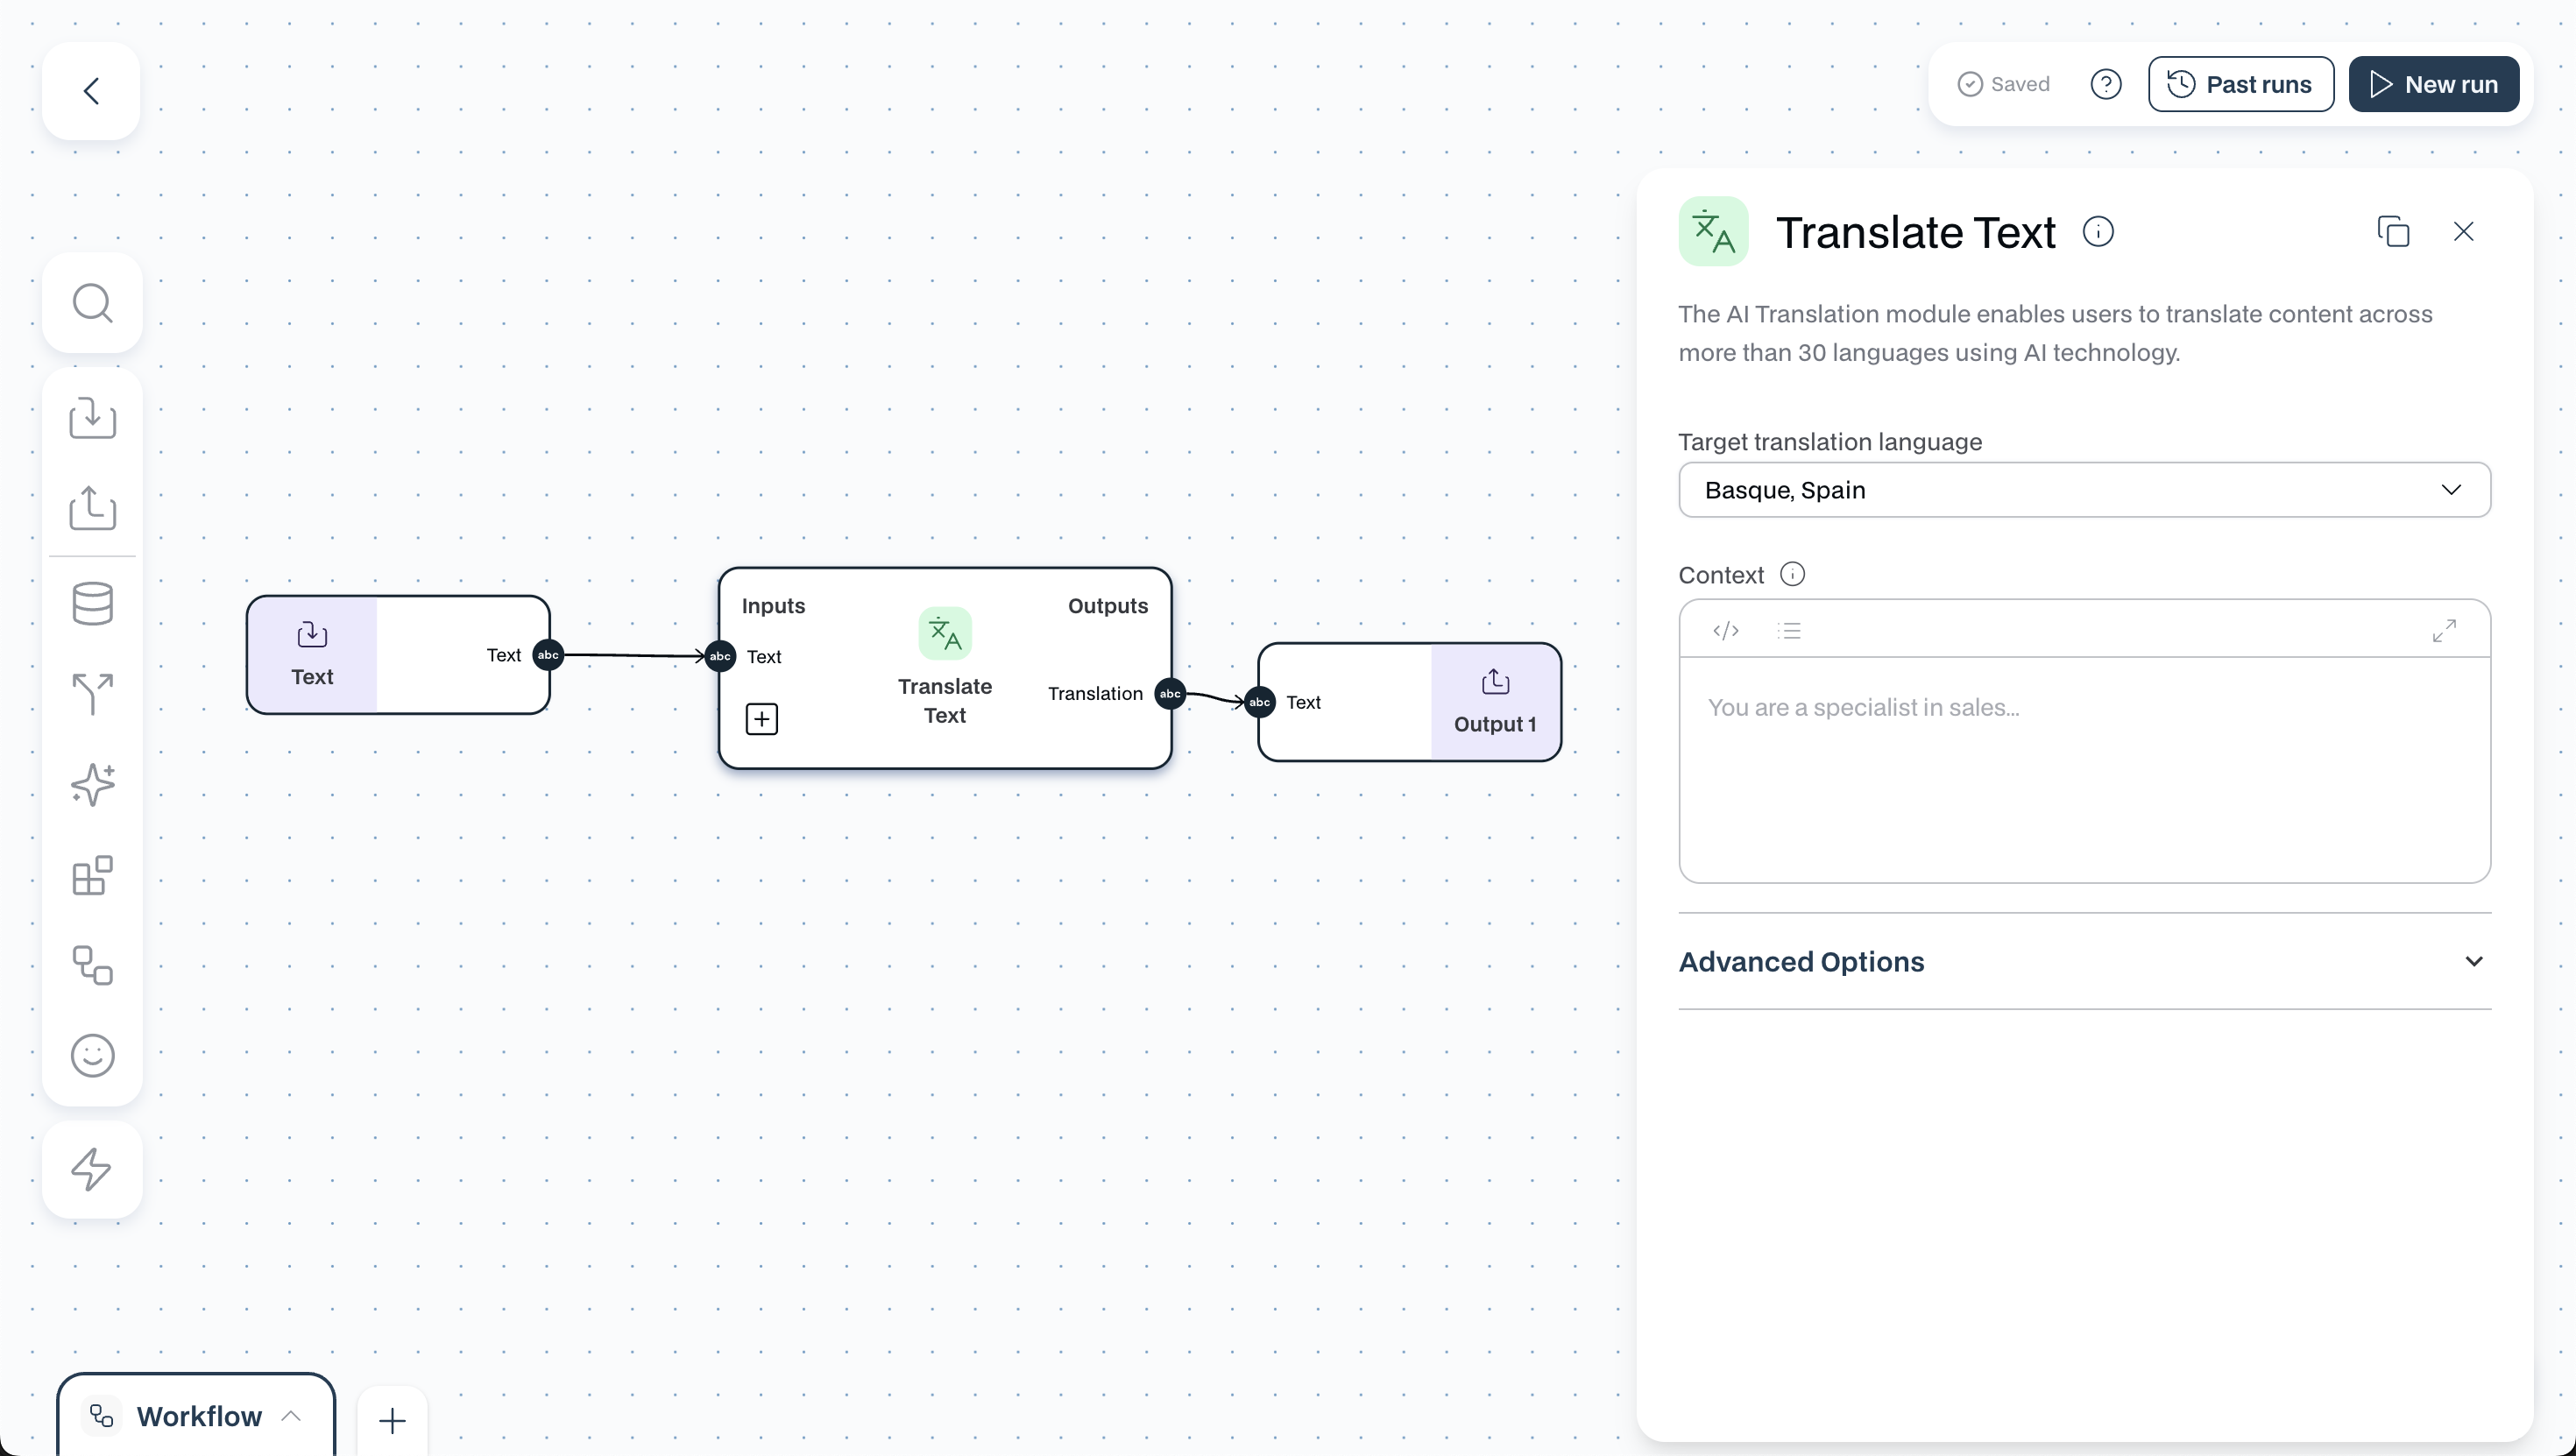 Saved
Past runs
New run
Translate Text
The AI Translation module enables users to translate content across
more than 30 languages using AI technology.
Target translation language
Basque, Spain
Context
You are a specialist in sales...
Advanced Options
Text
Text
abc
Inputs
Outputs
abc
Text
Translate
Text
Translation
abc
abc
Text
Output 1
Workflow